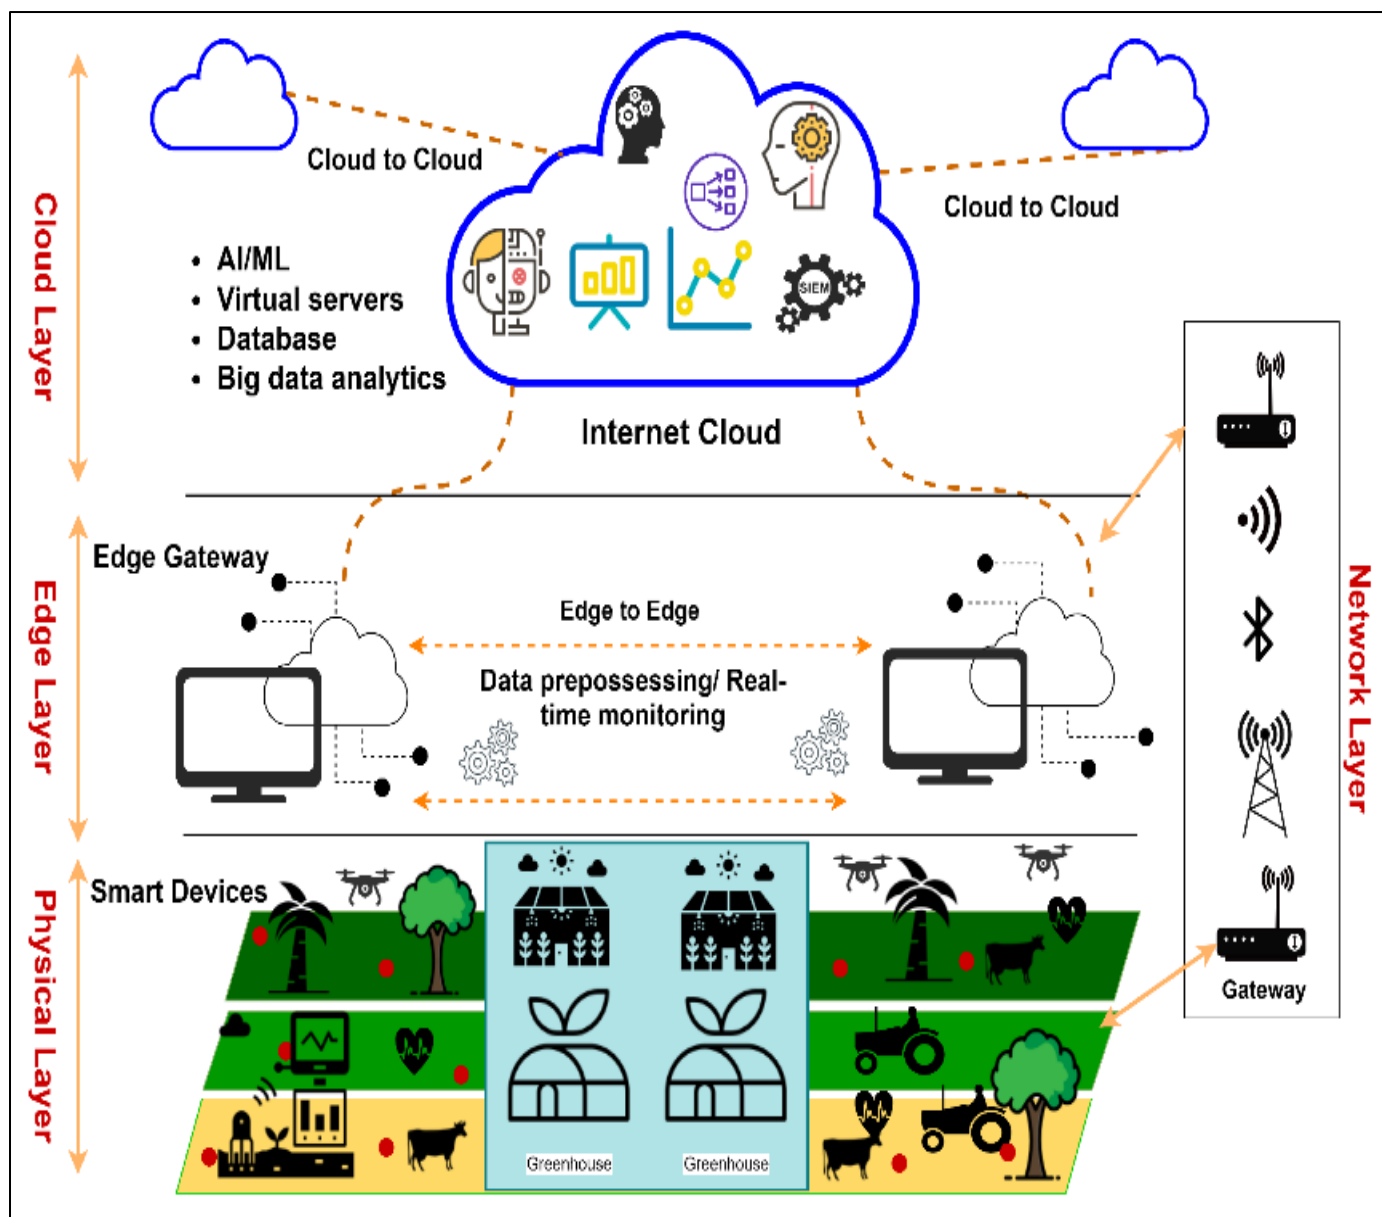 Cloud to Cloud
Cloud to Cloud
Cloud Layer
• AI/ML
• Virtual servers
• Database
• Big data analytics
SIEM
Internet Cloud
Edge Layer
Edge Gateway
Edge to Edge
Data prepossessing/ Real-
time monitoring
Network Layer
Gateway
Physical Layer
Smart Devices
Greenhouse
Greenhouse